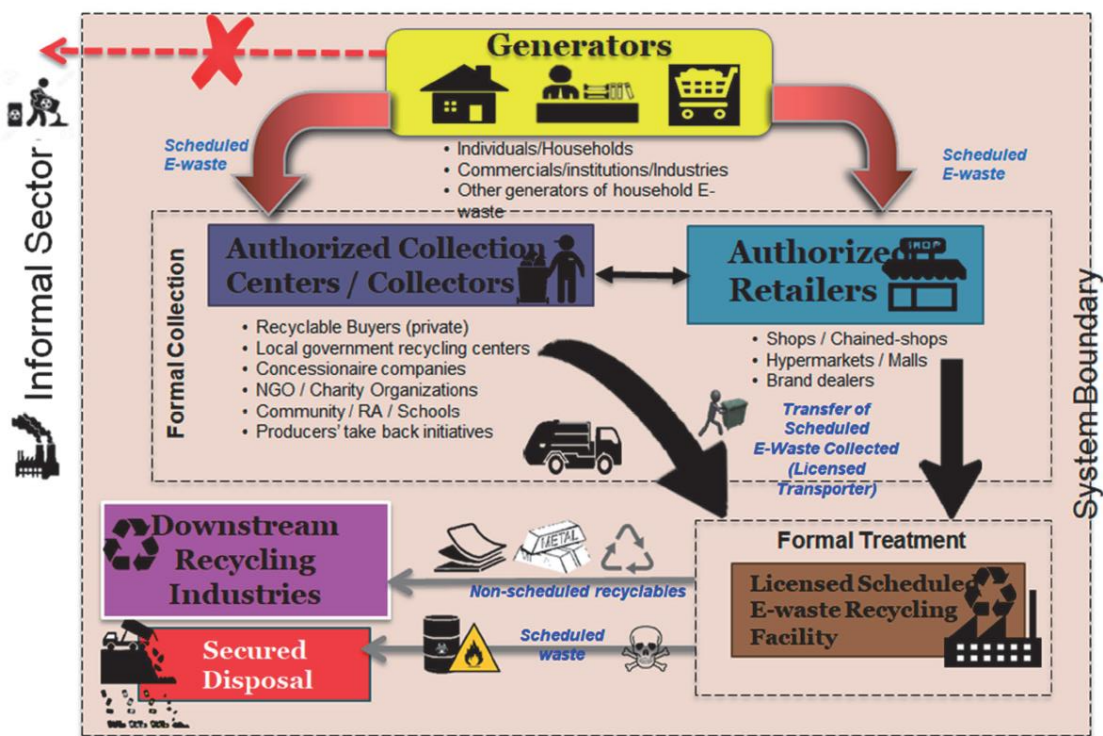 Generators
Scheduled
E-waste
• Individuals/Households
• Commercials/institutions/Industries
• Other generators of household E-
waste
Scheduled
E-waste
Informal Sector
System Boundary
Formal Collection
Authorized Collection
Centers / Collectors
• Recyclable Buyers (private)
• Local government recycling centers
• Concessionaire companies
• NGO / Charity Organizations
• Community / RA / Schools
• Producers' take back initiatives
SHOP
Authorized
Retailers
• Shops / Chained-shops
• Hypermarkets / Malls
• Brand dealers
Transfer of
Scheduled
E-Waste Collected
(Licensed
Transporter)
Formal Treatment
Licensed Scheduled
E-waste Recycling
Facility
METAL
Non-scheduled recyclables
Downstream
Recycling
Industries
Scheduled
waste
Secured
Disposal